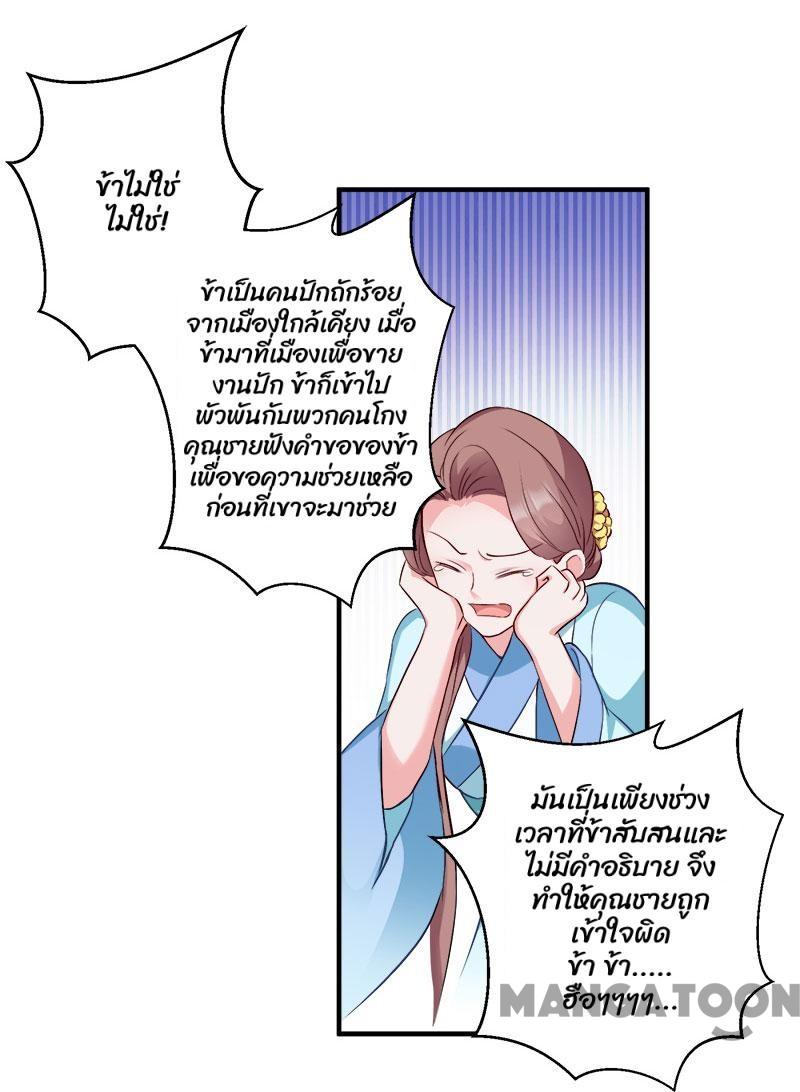 ข้าไม่ใช่
ไม่ใช่!
ข้าเป็นคนปักถักร้อย
จากเมืองใกล้เคียง เมื่อ
ข้ามาที่เมืองเพื่อขาย
งานปัก ข้าก็เข้าไป
พัวพันกับพวกคนโกง
คุณชายฟังคำขอของข้า
เพื่อขอความช่วยเหลือ
ก่อนที่เขาจะมาช่วย
มันเป็นเพียงช่วง
เวลาที่ข้าสับสนและ
ไม่มีคำอธิบาย จึง
ทำให้คุณชายถูก
เข้าใจผิด
ข้า ข้า.....
ฮือๆๆๆๆ...
MANGATOON